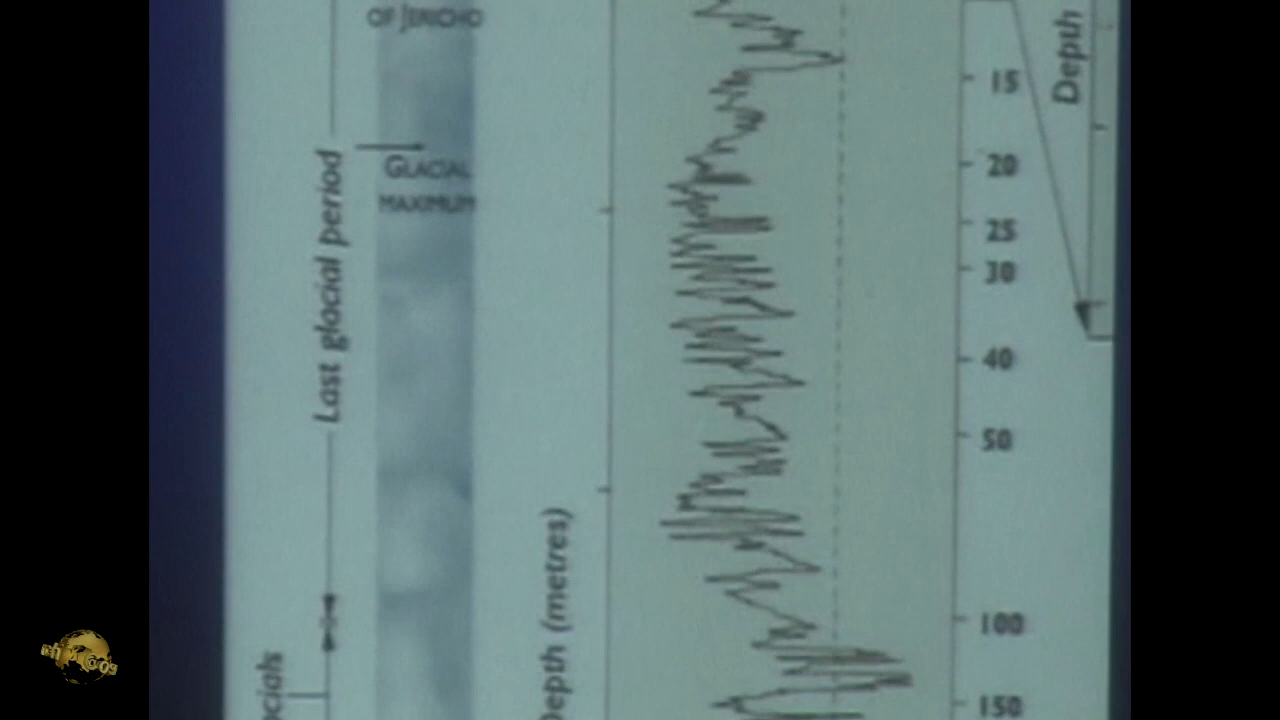 OF JERICHO
GLACIAL
MAXIMUM
Last glacial period
Depth (metres)
15
20
25
30
40
50
100
150
Depth